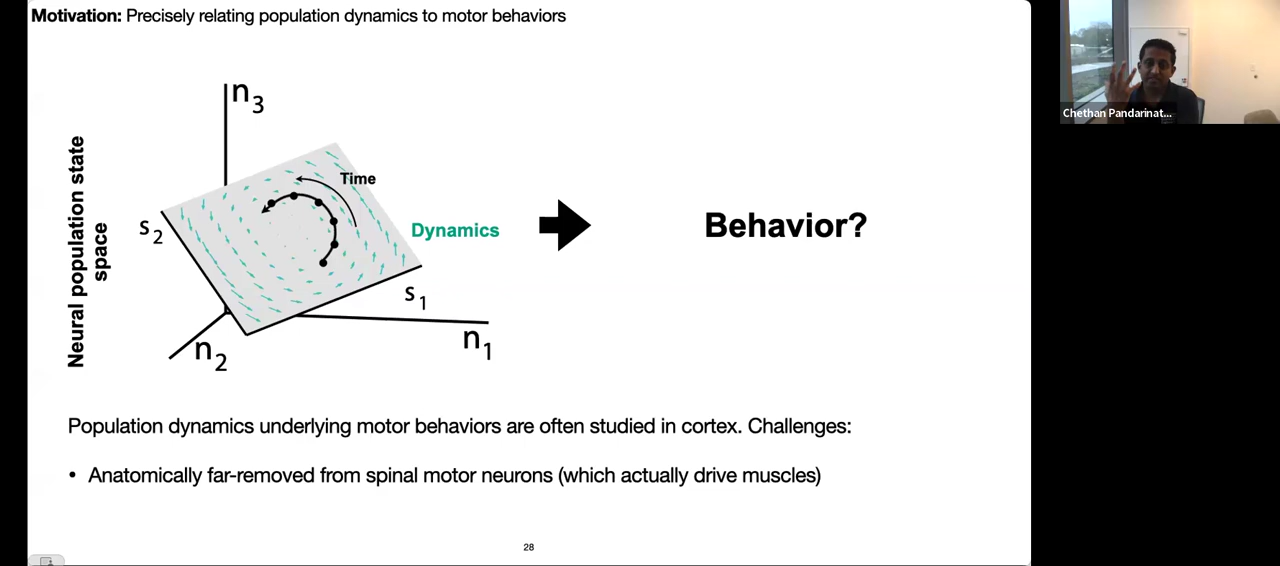 Motivation: Precisely relating population dynamics to motor behaviors
Chethan Pandarinat...
n3
Neural population state
space
Time
s2
Dynamics
Behavior?
s1
n1
n2
Population dynamics underlying motor behaviors are often studied in cortex. Challenges:
• Anatomically far-removed from spinal motor neurons (which actually drive muscles)
28